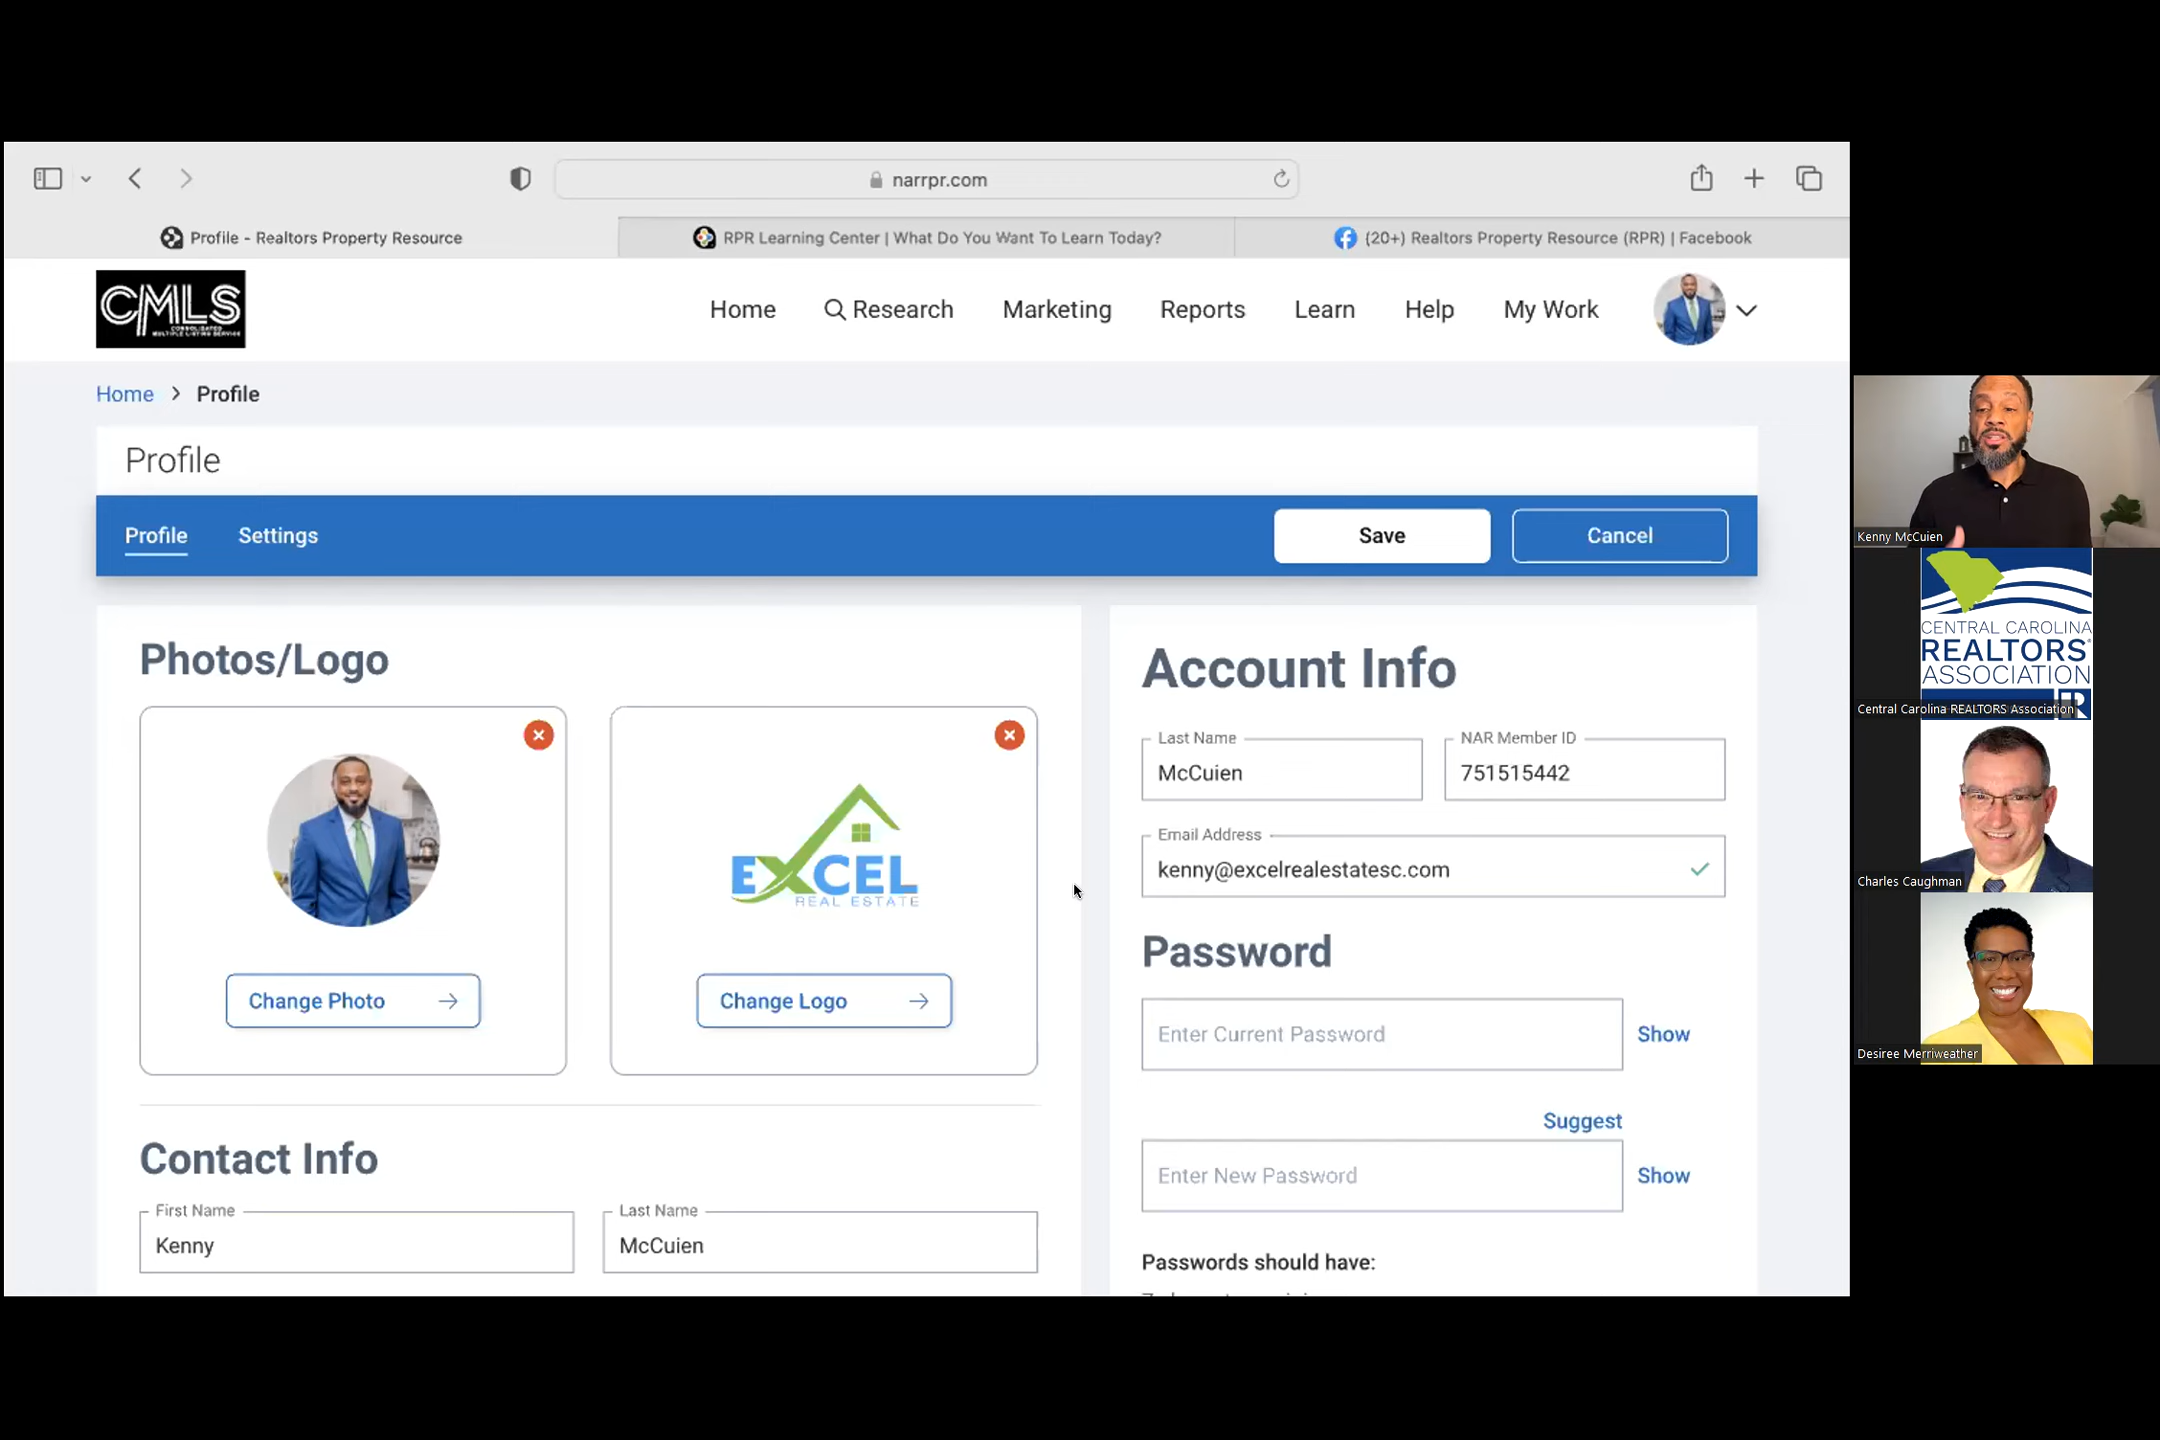 narrpr.com
Profile - Realtors Property Resource
RPR Learning Center | What Do You Want To Learn Today?
(20+) Realtors Property Resource (RPR) | Facebook
CMLS
CONSOLIDATED
MULTIPLE LISTING SERVICE
Home
Research
Marketing
Reports
Learn
Help
My Work
Home > Profile
Profile
Profile
Settings
Save
Cancel
Photos/Logo
EXCEL
REAL ESTATE
Change Photo
Change Logo
Contact Info
First Name
Kenny
Last Name
McCuien
Account Info
Last Name
McCuien
NAR Member ID
751515442
Email Address
kenny@excelrealestatesc.com
Password
Enter Current Password
Show
Suggest
Enter New Password
Show
Passwords should have:
Kenny McCuien
CENTRAL CAROLINA
REALTORS®
ASSOCIATION
Central Carolina REALTORS Association
Charles Caughman
Desiree Merriweather